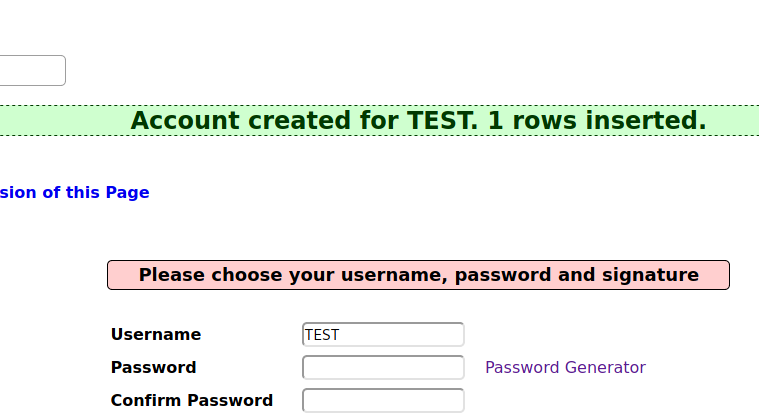 Account created for TEST. 1 rows inserted.
sion of this Page
Please choose your username, password and signature
Username TEST
Password Password Generator
Confirm Password